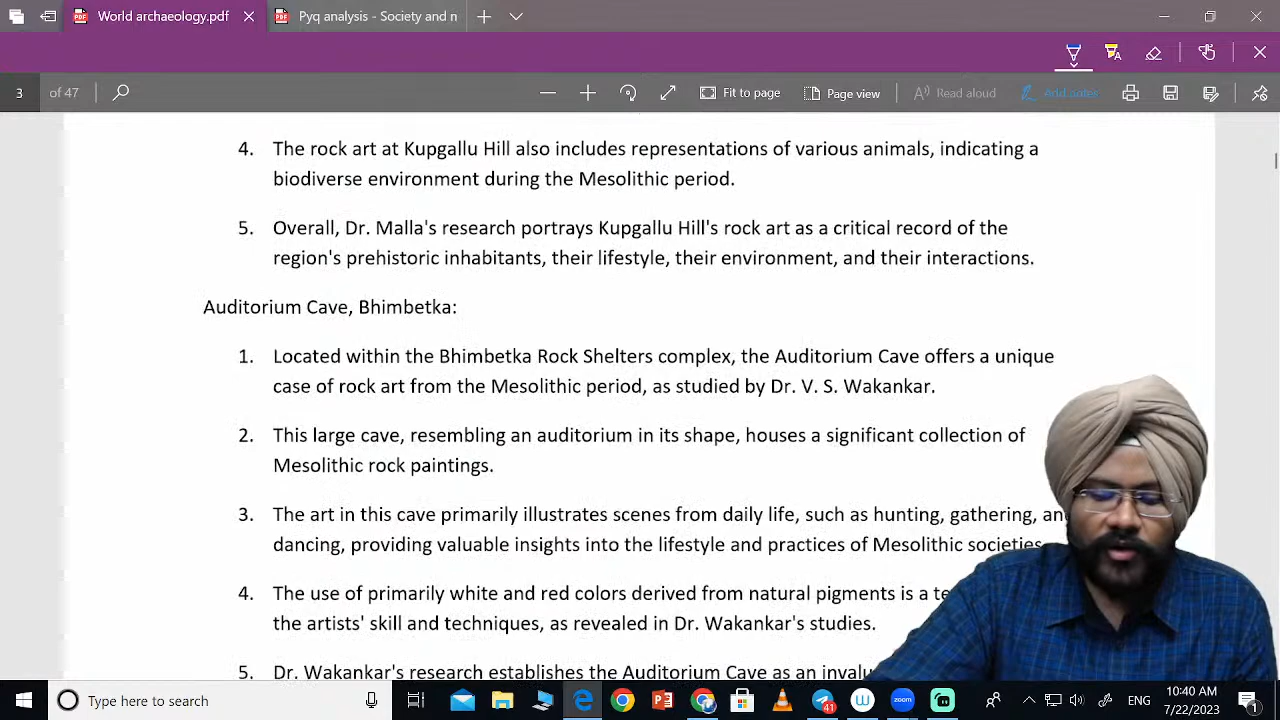 World archaeology.pdf
Pyq analysis - Society and n
3 of 47
Fit to page
Page view
Read aloud
Add notes
4. The rock art at Kupgallu Hill also includes representations of various animals, indicating a
biodiverse environment during the Mesolithic period.
5. Overall, Dr. Malla's research portrays Kupgallu Hill's rock art as a critical record of the
region's prehistoric inhabitants, their lifestyle, their environment, and their interactions.
Auditorium Cave, Bhimbetka:
1. Located within the Bhimbetka Rock Shelters complex, the Auditorium Cave offers a unique
case of rock art from the Mesolithic period, as studied by Dr. V. S. Wakankar.
2. This large cave, resembling an auditorium in its shape, houses a significant collection of
Mesolithic rock paintings.
3. The art in this cave primarily illustrates scenes from daily life, such as hunting, gathering,
dancing, providing valuable insights into the lifestyle and practices of Mesolithic societies
4. The use of primarily white and red colors derived from natural pigments is a
the artists' skill and techniques, as revealed in Dr. Wakankar's studies.
5. Dr. Wakankar's research establishes the Auditorium Cave as an
Type here to search
41
zoom
ENG
10:40 AM
7/22/2023
1